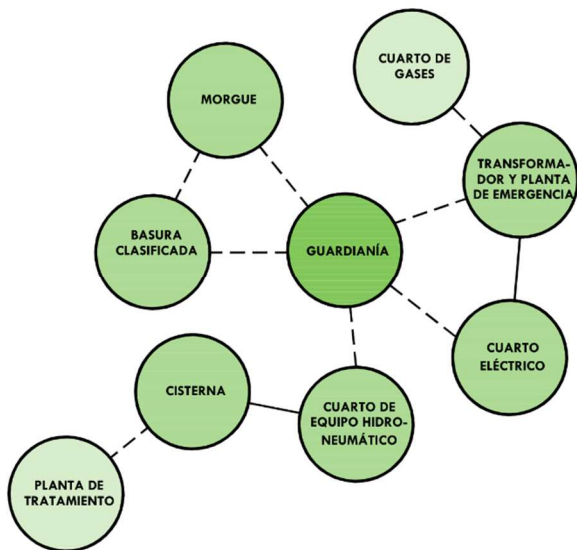 CUARTO DE
GASES
MORGUE
TRANSFORMA-
DOR Y PLANTA
DE EMERGENCIA
BASURA
CLASIFICADA
GUARDIANÍA
CUARTO
ELÉCTRICO
CISTERNA
CUARTO DE
EQUIPO HIDRO-
NEUMÁTICO
PLANTA DE
TRATAMIENTO